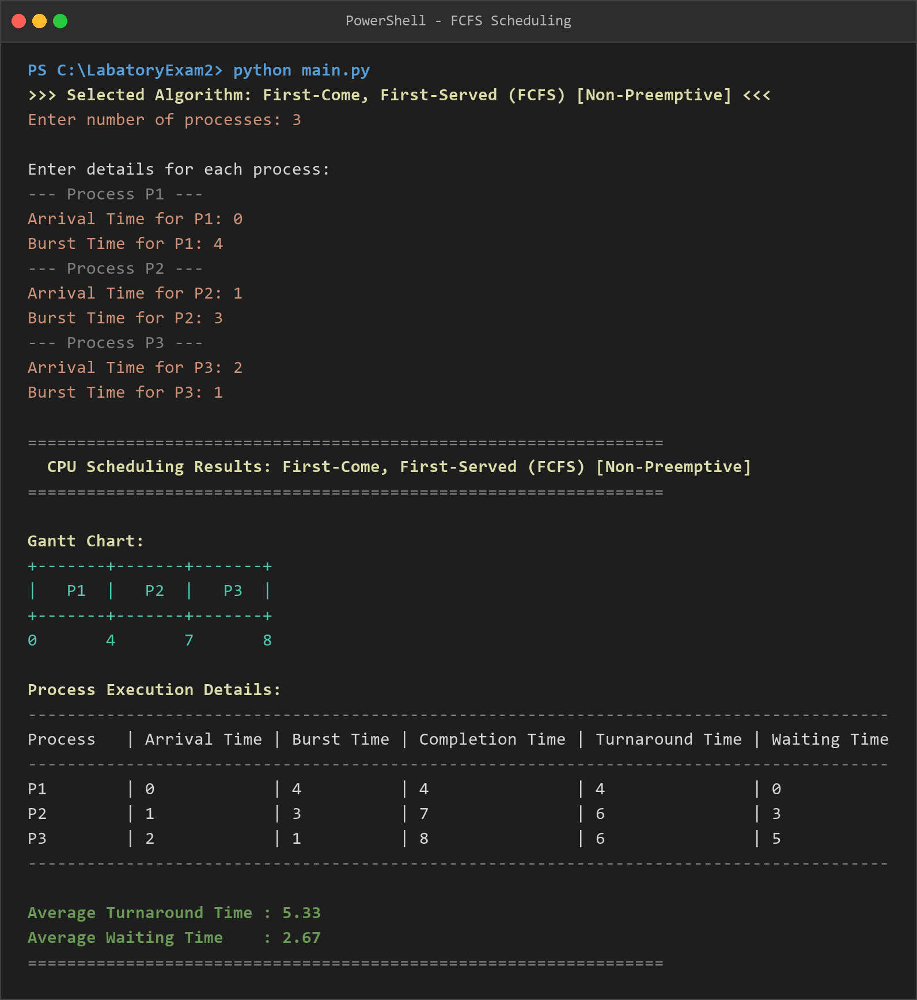 PowerShell - FCFS Scheduling
PS C:\LabatoryExam2> python main.py
>>> Selected Algorithm: First-Come, First-Served (FCFS) [Non-Preemptive] <<<
Enter number of processes: 3

Enter details for each process:
--- Process P1 ---
Arrival Time for P1: 0
Burst Time for P1: 4
--- Process P2 ---
Arrival Time for P2: 1
Burst Time for P2: 3
--- Process P3 ---
Arrival Time for P3: 2
Burst Time for P3: 1

=================================================================
  CPU Scheduling Results: First-Come, First-Served (FCFS) [Non-Preemptive]
=================================================================

Gantt Chart:
+-------+-------+-------+
|   P1  |   P2  |   P3  |
+-------+-------+-------+
0       4       7       8

Process Execution Details:
----------------------------------------------------------------------------------------
Process   | Arrival Time | Burst Time | Completion Time | Turnaround Time | Waiting Time
----------------------------------------------------------------------------------------
P1        | 0            | 4          | 4               | 4               | 0
P2        | 1            | 3          | 7               | 6               | 3
P3        | 2            | 1          | 8               | 6               | 5
----------------------------------------------------------------------------------------

Average Turnaround Time : 5.33
Average Waiting Time    : 2.67
=================================================================